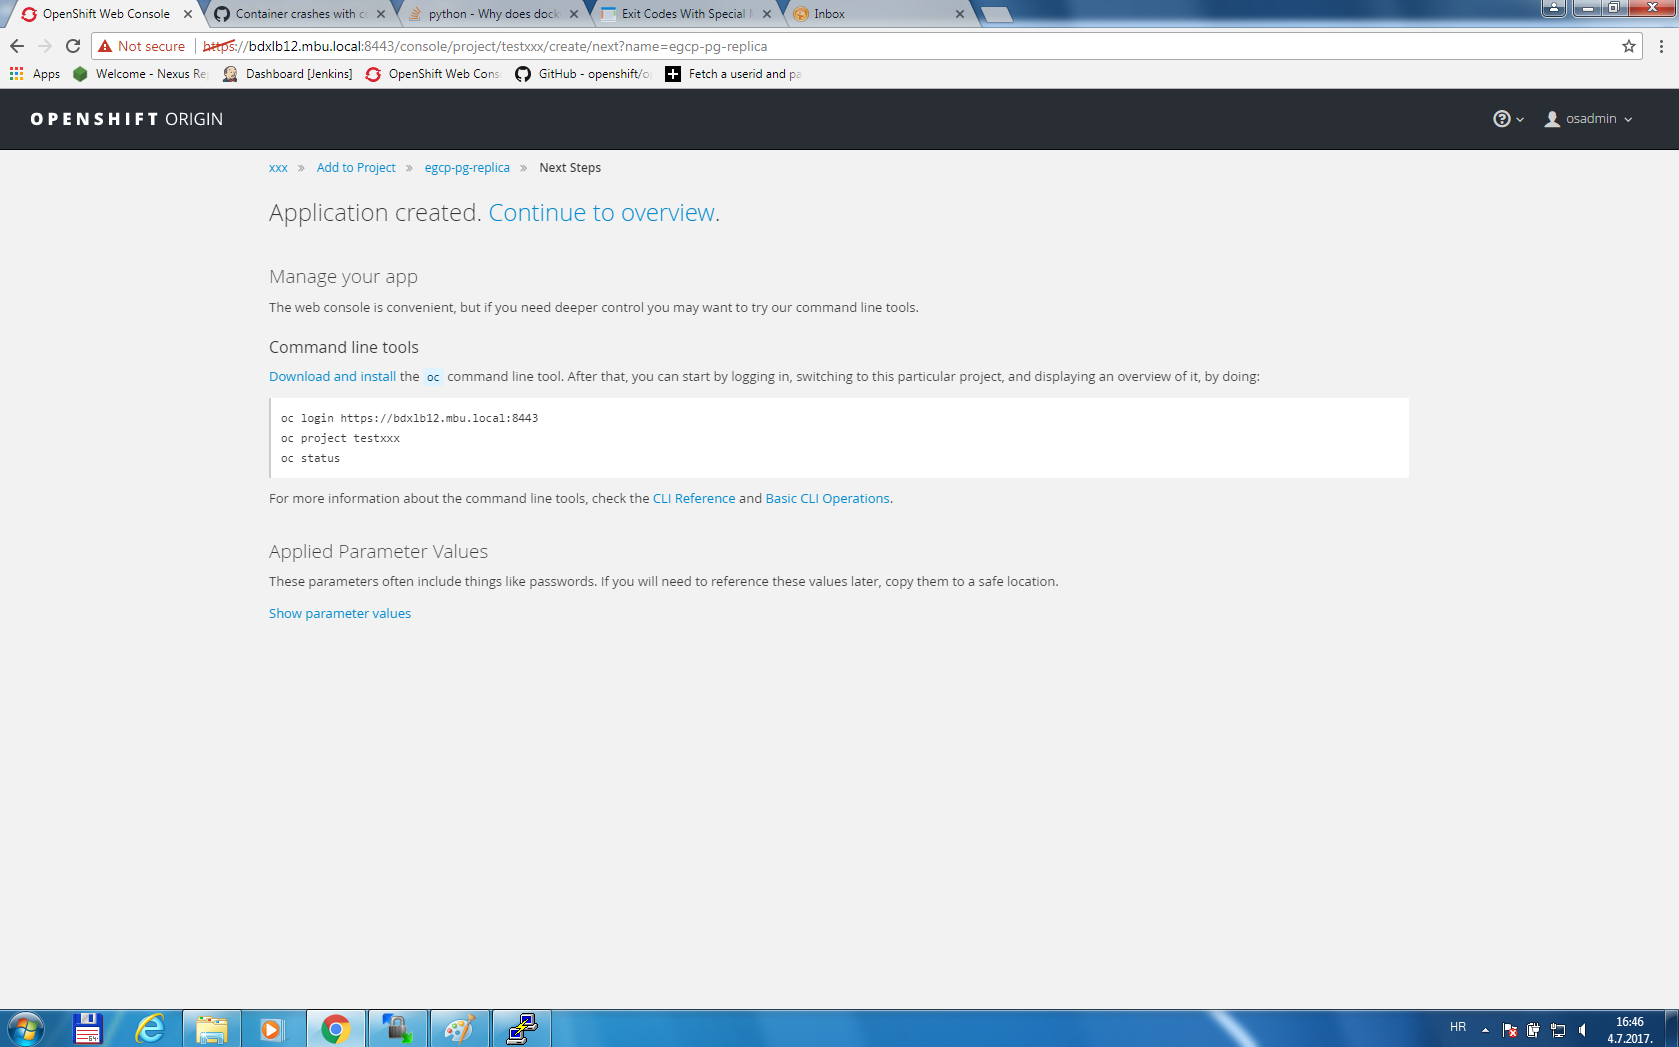 OpenShift Web Console
Container crashes with co
python - Why does dock
Exit Codes With Special
Inbox
Not secure
https://bdxlb12.mbu.local:8443/console/project/testxxx/create/next?name=egcp-pg-replica
Apps
Welcome - Nexus Re
Dashboard [Jenkins]
OpenShift Web Cons
GitHub - openshift/o
Fetch a userid and pa
OPENSHIFT ORIGIN
osadmin
xxx » Add to Project » egcp-pg-replica » Next Steps
Application created. Continue to overview.
Manage your app
The web console is convenient, but if you need deeper control you may want to try our command line tools.
Command line tools
Download and install the oc command line tool. After that, you can start by logging in, switching to this particular project, and displaying an overview of it, by doing:
oc login https://bdxlb12.mbu.local:8443
oc project testxxx
oc status
For more information about the command line tools, check the CLI Reference and Basic CLI Operations.
Applied Parameter Values
These parameters often include things like passwords. If you will need to reference these values later, copy them to a safe location.
Show parameter values
64
HR
16:46
4.7.2017.